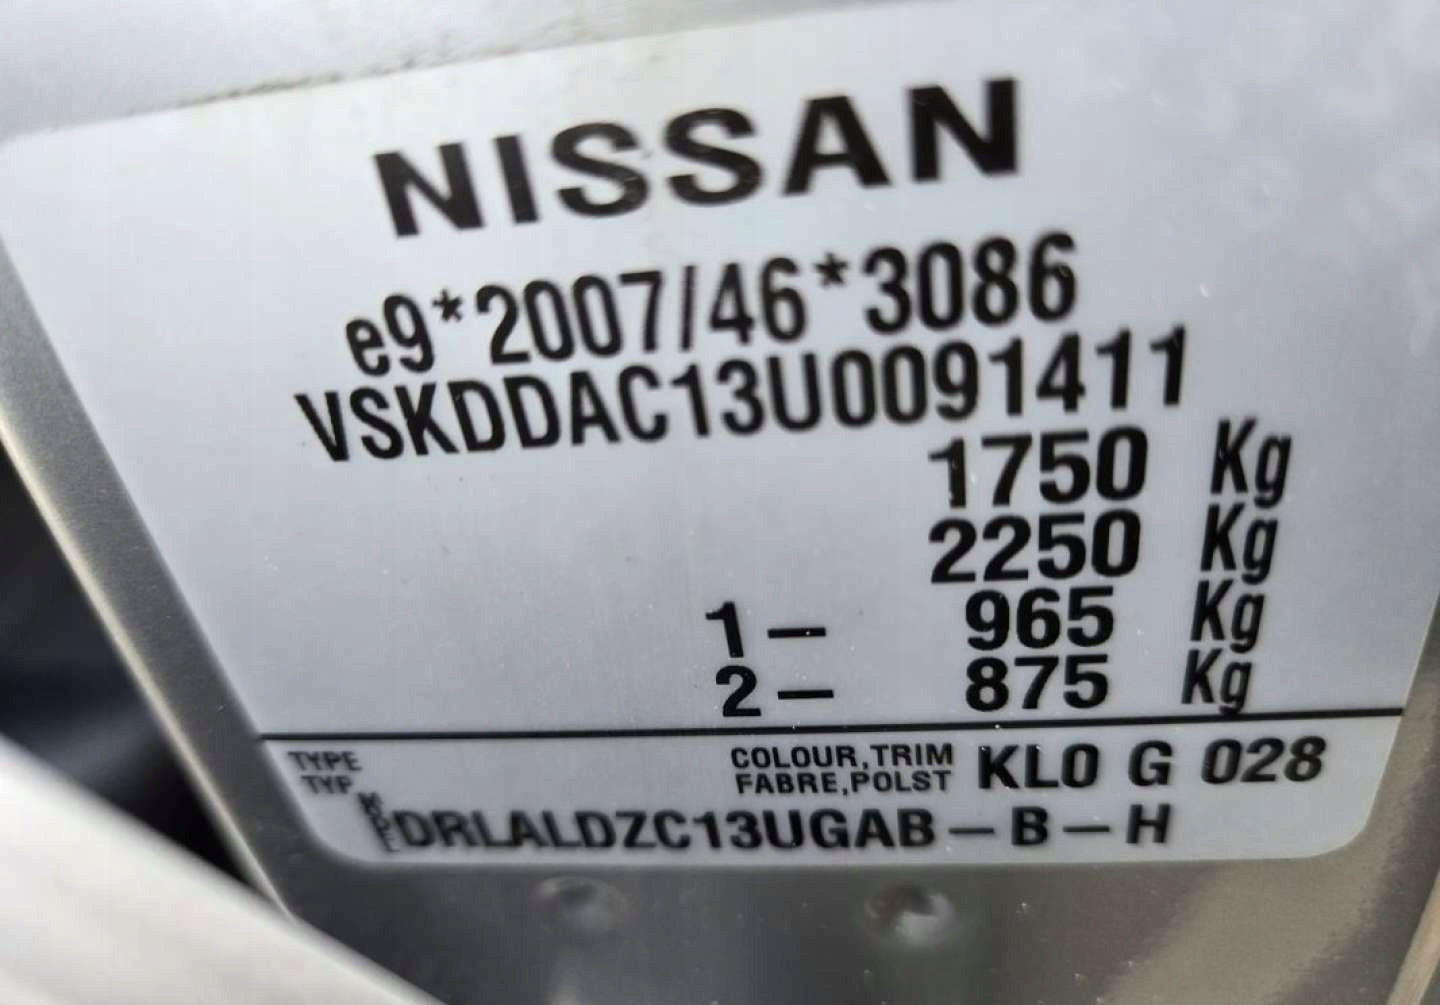 NISSAN
e9*2007/46*3086
VSKDDAC13U0091411
1750 Kg
2250 Kg
1- 965 Kg
2- 875 Kg
TYPE
TYP
COLOUR,TRIM KL0 G 028
FABRE,POLST
DRLALDZC13UGAB-B-H